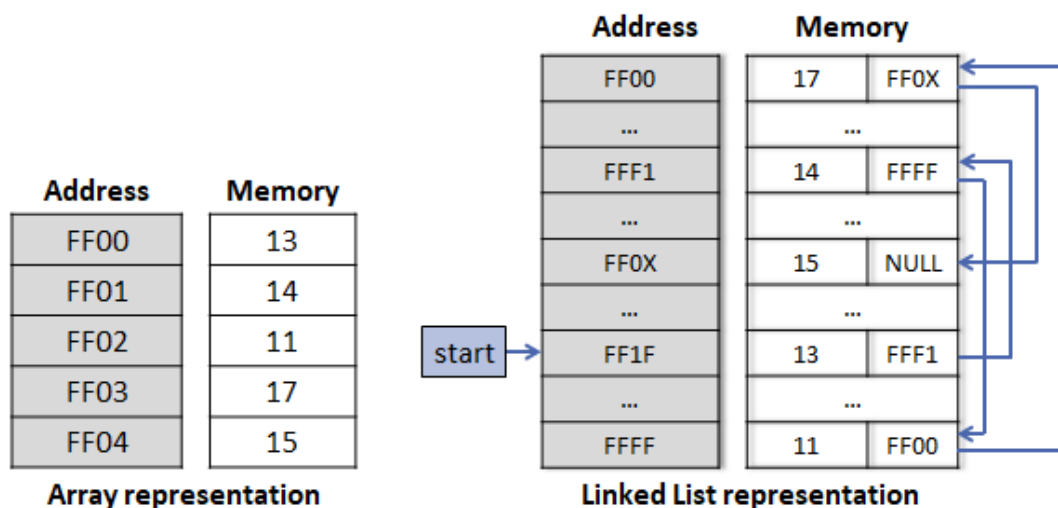 Address Memory
FF00 17 FF0X
... ...
FFF1 14 FFFF
... ...
FF0X 15 NULL
... ...
start FF1F 13 FFF1
... ...
FFFF 11 FF00
Linked List representation
Address Memory
FF00 13
FF01 14
FF02 11
FF03 17
FF04 15
Array representation